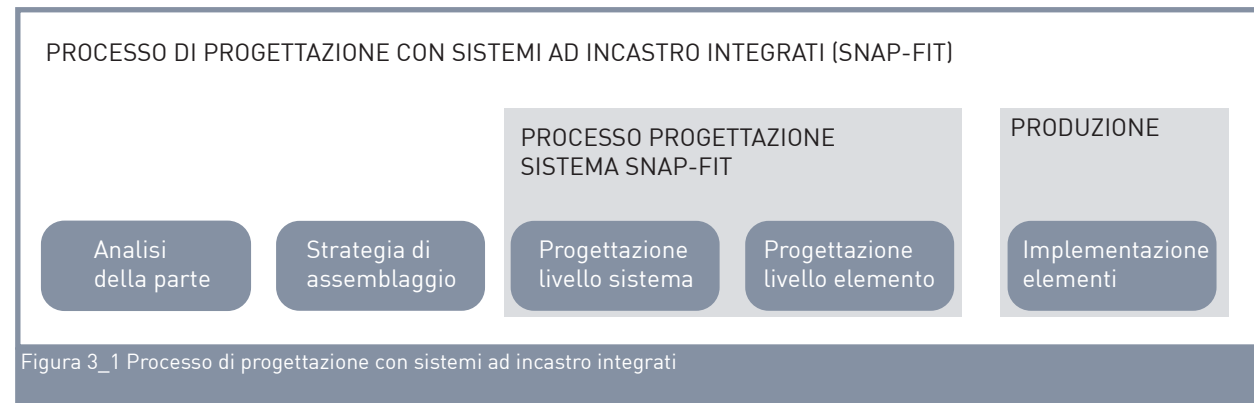 PROCESSO DI PROGETTAZIONE CON SISTEMI AD INCASTRO INTEGRATI (SNAP-FIT)
PROCESSO PROGETTAZIONE
SISTEMA SNAP-FIT
PRODUZIONE
Analisi
della parte
Strategia di
assemblaggio
Progettazione
livello sistema
Progettazione
livello elemento
Implementazione
elementi
Figura 3_1 Processo di progettazione con sistemi ad incastro integrati